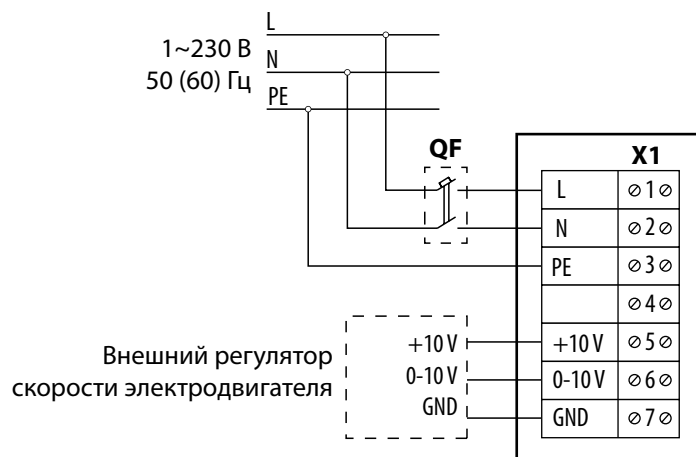 L
1~230 В
N
50 (60) Гц
PE
QF
X1
L 1
N 2
PE 3
4
+10 V +10 V 5
Внешний регулятор
0-10 V 0-10 V 6
скорости электродвигателя
GND GND 7